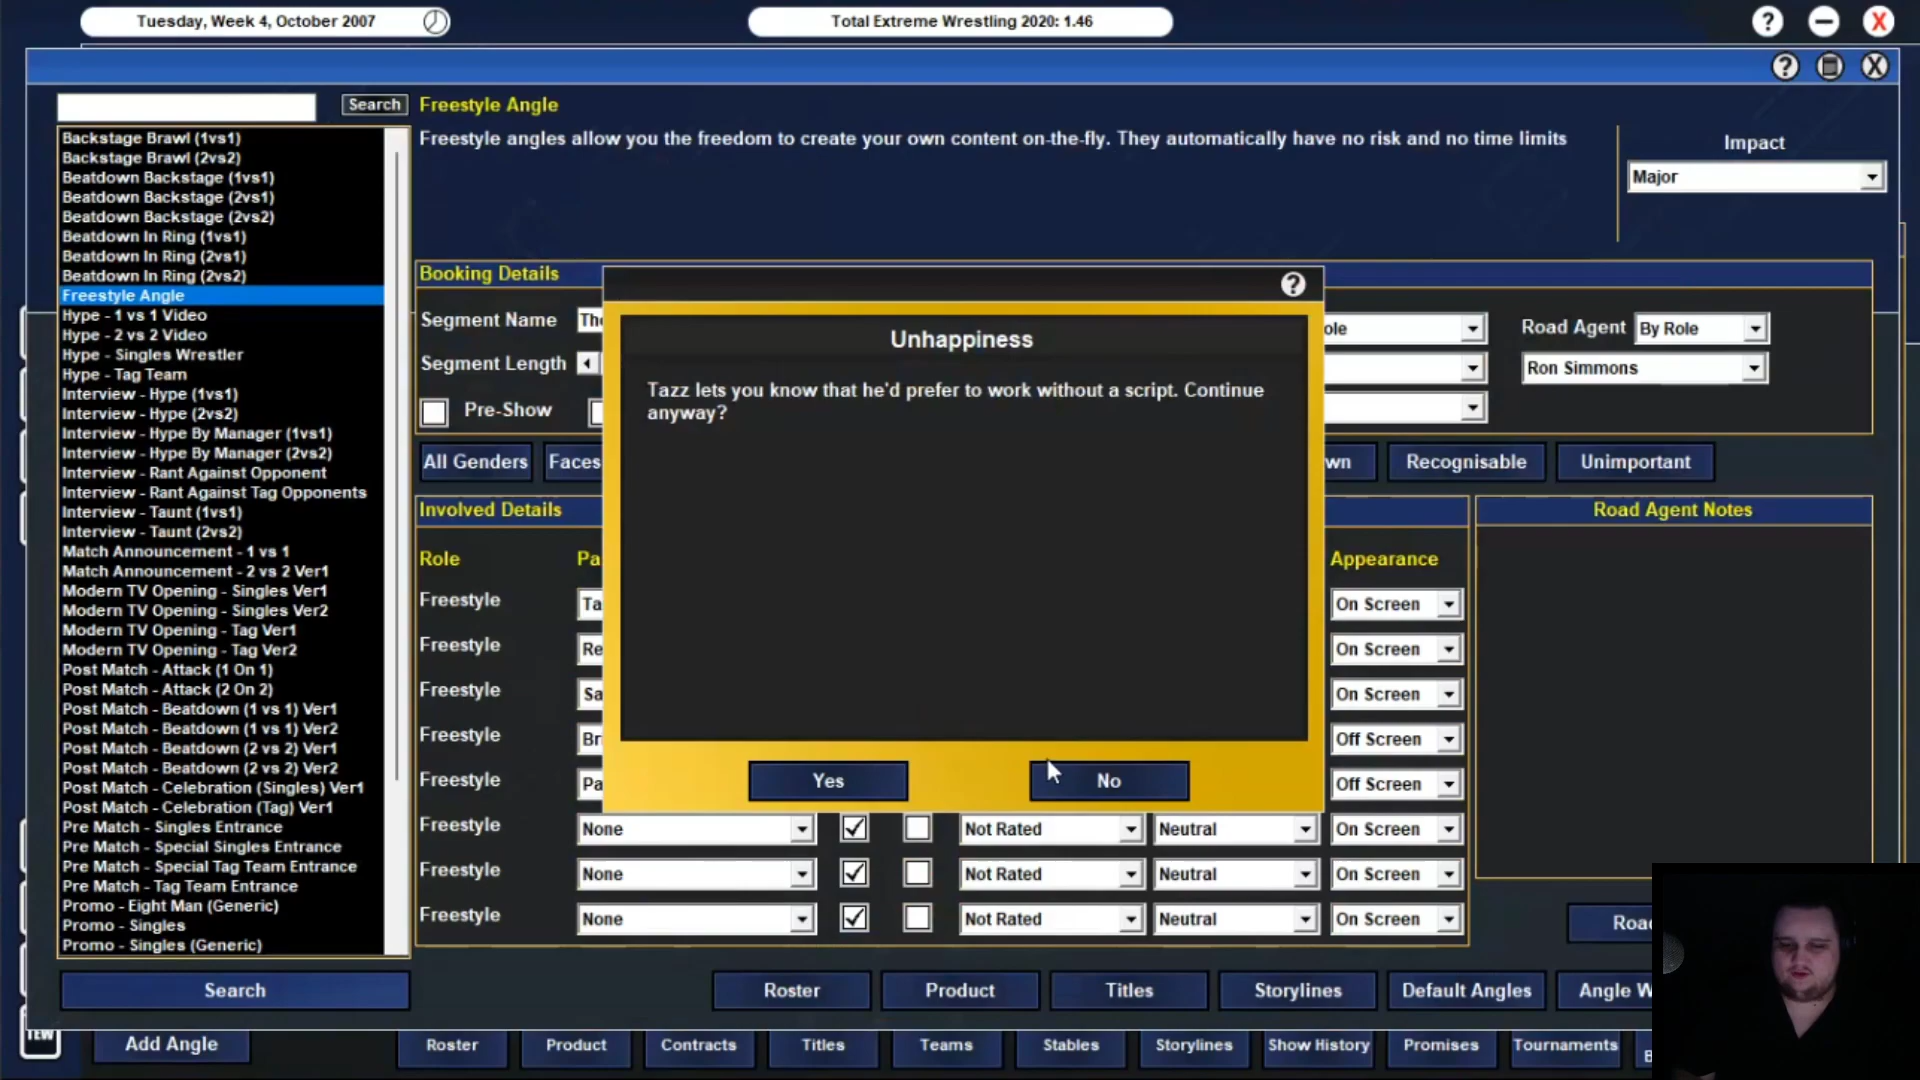 Tuesday, Week 4, October 2007
Total Extreme Wrestling 2020: 1.46
Search
Freestyle Angle
Freestyle angles allow you the freedom to create your own content on-the-fly. They automatically have no risk and no time limits
Impact
Major
Backstage Brawl (1vs1)
Backstage Brawl (2vs2)
Beatdown Backstage (1vs1)
Beatdown Backstage (2vs1)
Beatdown Backstage (2vs2)
Beatdown In Ring (1vs1)
Beatdown In Ring (2vs1)
Beatdown In Ring (2vs2)
Freestyle Angle
Hype - 1 vs 1 Video
Hype - 2 vs 2 Video
Hype - Singles Wrestler
Hype - Tag Team
Interview - Hype (1vs1)
Interview - Hype (2vs2)
Interview - Hype By Manager (1vs1)
Interview - Hype By Manager (2vs2)
Interview - Rant Against Opponent
Interview - Rant Against Tag Opponents
Interview - Taunt (1vs1)
Interview - Taunt (2vs2)
Match Announcement - 1 vs 1
Match Announcement - 2 vs 2 Ver1
Modern TV Opening - Singles Ver1
Modern TV Opening - Singles Ver2
Modern TV Opening - Tag Ver1
Modern TV Opening - Tag Ver2
Post Match - Attack (1 On 1)
Post Match - Attack (2 On 2)
Post Match - Beatdown (1 vs 1) Ver1
Post Match - Beatdown (1 vs 1) Ver2
Post Match - Beatdown (2 vs 2) Ver1
Post Match - Beatdown (2 vs 2) Ver2
Post Match - Celebration (Singles) Ver1
Post Match - Celebration (Tag) Ver1
Pre Match - Singles Entrance
Pre Match - Special Singles Entrance
Pre Match - Special Tag Team Entrance
Pre Match - Tag Team Entrance
Promo - Eight Man (Generic)
Promo - Singles
Promo - Singles (Generic)
Search
Booking Details
Segment Name
Segment Length
Pre-Show
Road Agent By Role
Ron Simmons
All Genders Faces Recognisable Unimportant
Unhappiness
Tazz lets you know that he'd prefer to work without a script. Continue
anyway?
Yes No
Involved Details
Road Agent Notes
Role Appearance
Freestyle Ta On Screen
Freestyle Re On Screen
Freestyle Sa On Screen
Freestyle Bri Off Screen
Freestyle Pa Off Screen
Freestyle None Not Rated Neutral On Screen
Freestyle None Not Rated Neutral On Screen
Freestyle None Not Rated Neutral On Screen
Roster Product Titles Storylines Default Angles Angle W
TEW
Add Angle Roster Product Contracts Titles Teams Stables Storylines Show History Promises Tournaments